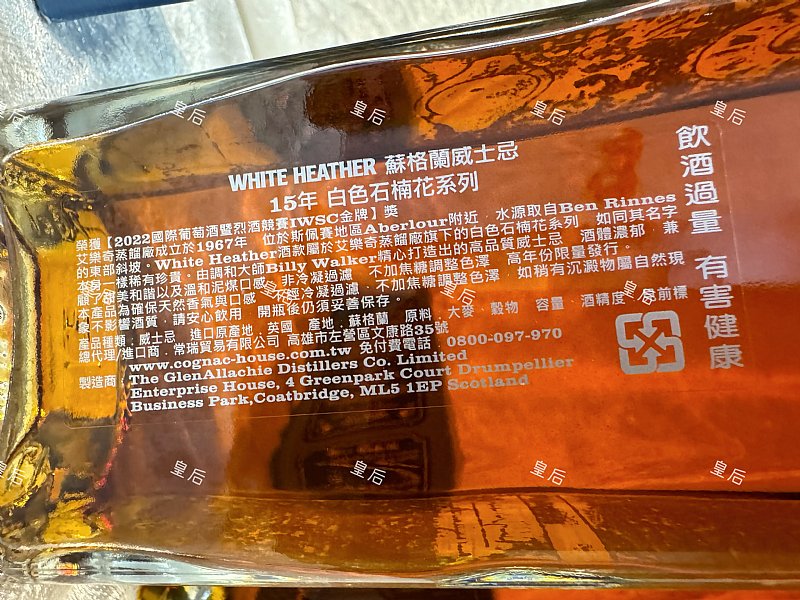 WHITE HEATHER 蘇格蘭威士忌
15年 白色石楠花系列
榮獲【2022國際葡萄酒暨烈酒競賽IWSC金牌】獎
艾樂奇蒸餾廠成立於1967年 位於斯佩賽地區Aberlour附近,水源取自Ben Rinnes
的東部斜坡。White Heather酒款屬於艾樂奇蒸餾廠旗下的白色石楠花系列 如同其名字
本身一樣稀有珍貴。由調和大師Billy Walker精心打造出的高品質威士忌 酒體濃郁 兼
顧了甜美和諧以及溫和泥煤口感 非冷凝過濾 不加焦糖調整色澤 高年份限量發行。
本產品為確保天然香氣與口感 不經冷凝過濾、不加焦糖調整色澤,如稍有沉澱物屬自然現
象不影響酒質,請安心飲用 開瓶後仍須妥善保存。
產品種類:威士忌 進口原產地:英國 產地:蘇格蘭 原料:大麥、穀物 容量、酒精度 見前標
總代理/進口商:常瑞貿易有限公司 高雄市左營區文康路35號
www.cognac-house.com.tw 免付費電話:0800-097-970
製造商:The GlenAllachie Distillers Co. Limited
Enterprise House, 4 Greenpark Court Drumpellier
Business Park,Coatbridge, ML5 1EP Scotland
飲酒過量 有害健康
皇后 皇后 皇后 皇后
皇后 皇后 皇后
皇后 皇后 皇后 皇后